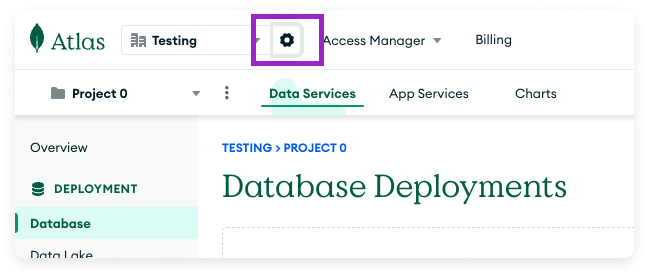 Atlas Testing Access Manager Billing
Project 0 Data Services App Services Charts
Overview
TESTING > PROJECT 0
DEPLOYMENT
Database Deployments
Database
Data Lake